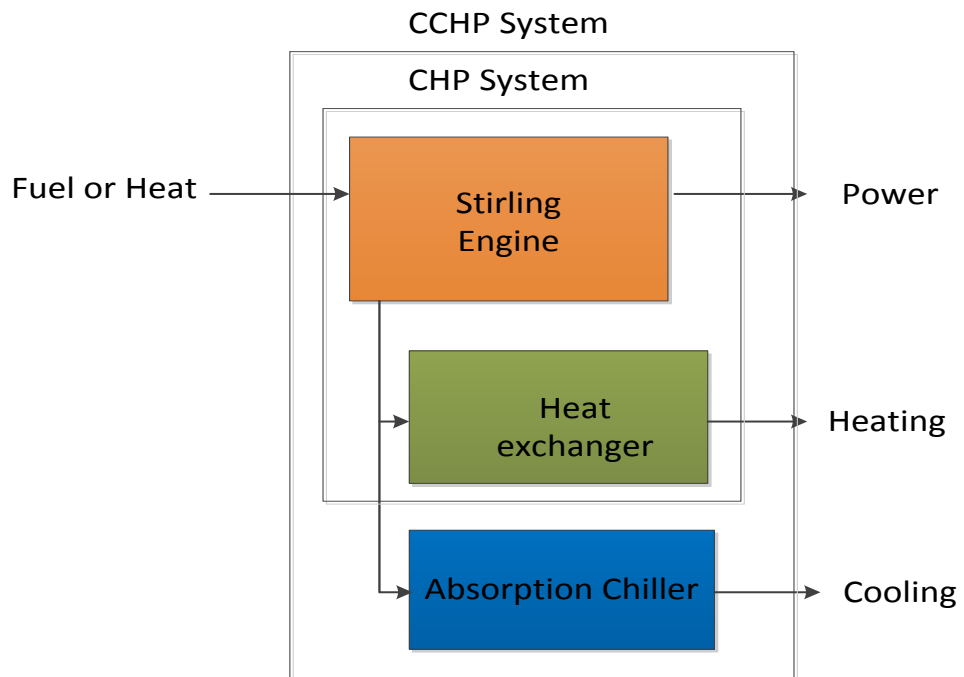 CCHP System
CHP System
Fuel or Heat
Stirling
Engine
Power
Heat
exchanger
Heating
Absorption Chiller
Cooling